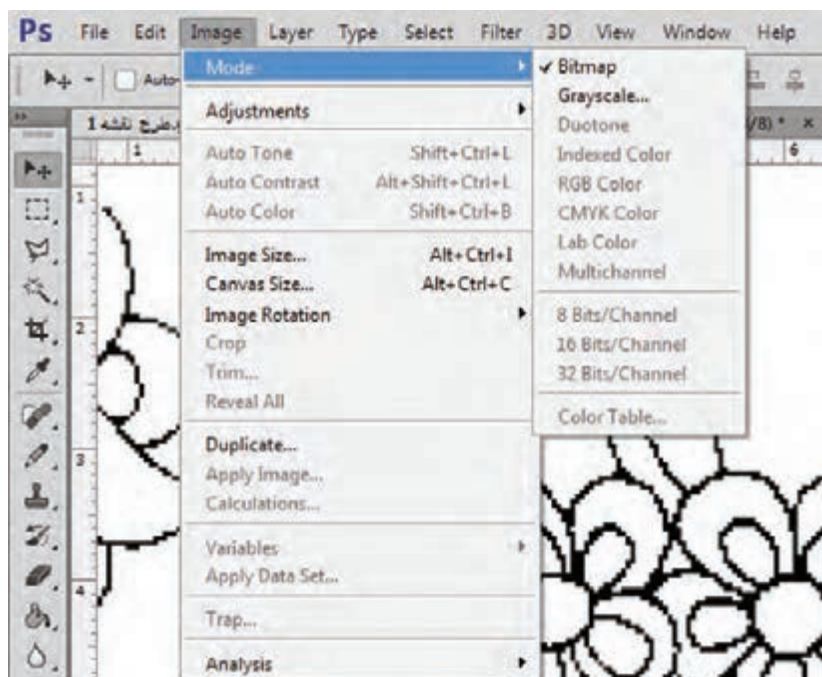 Ps File Edit Image Layer Type Select Filter 3D View Window Help
Auto-
طرح نقشه 1
/8) * ×
1
6
1
2
3
4
Mode
Adjustments
Auto Tone Shift+Ctrl+L
Auto Contrast Alt+Shift+Ctrl+L
Auto Color Shift+Ctrl+B
Image Size... Alt+Ctrl+I
Canvas Size... Alt+Ctrl+C
Image Rotation
Crop
Trim...
Reveal All
Duplicate...
Apply Image...
Calculations...
Variables
Apply Data Set...
Trap...
Analysis
✓ Bitmap
Grayscale...
Duotone
Indexed Color
RGB Color
CMYK Color
Lab Color
Multichannel
8 Bits/Channel
16 Bits/Channel
32 Bits/Channel
Color Table...